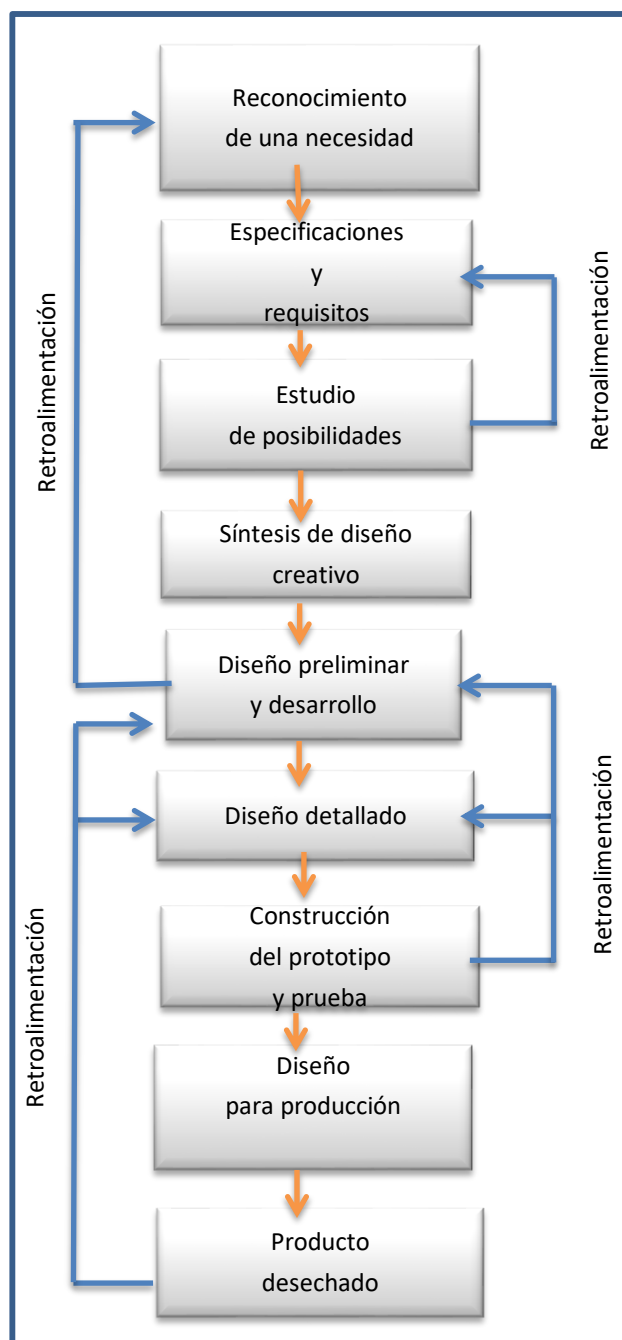 Reconocimiento
de una necesidad
Especificaciones
y
requisitos
Retroalimentación
Retroalimentación
Estudio
de posibilidades
Síntesis de diseño
creativo
Diseño preliminar
y desarrollo
Diseño detallado
Retroalimentación
Retroalimentación
Construcción
del prototipo
y prueba
Diseño
para producción
Producto
desechado